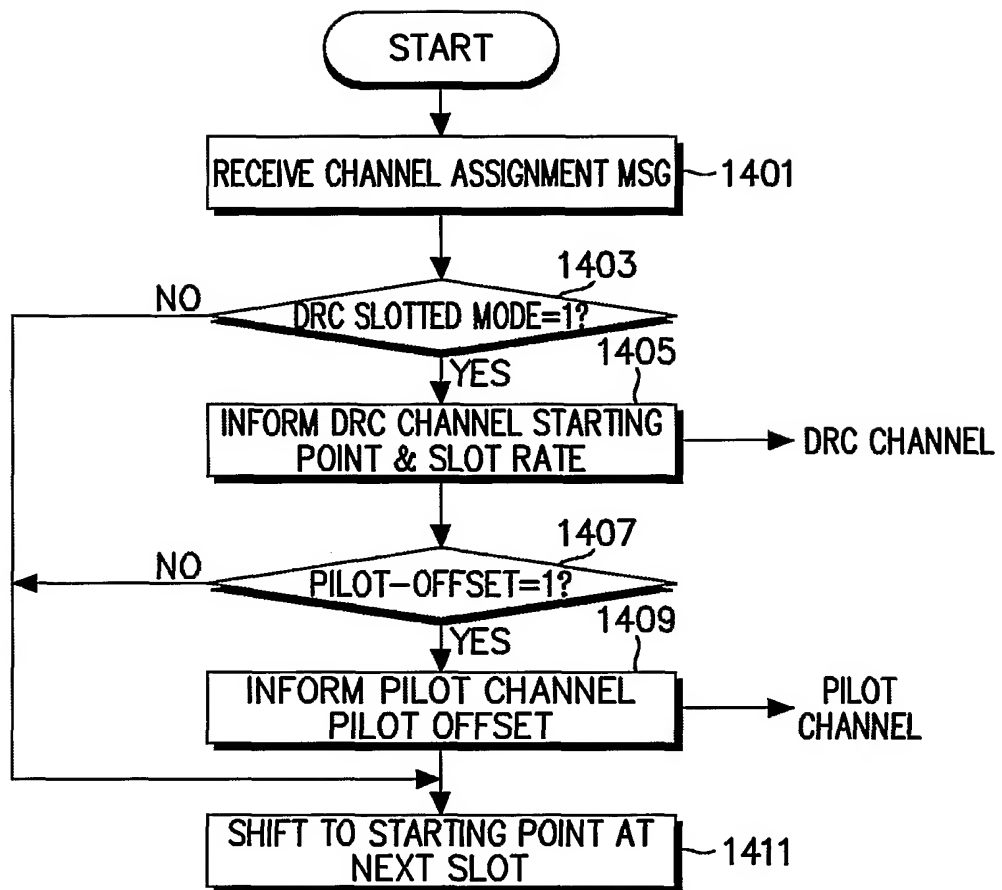 START
RECEIVE CHANNEL ASSIGNMENT MSG
1401
1403
NO
DRC SLOTTED MODE=1?
YES
1405
INFORM DRC CHANNEL STARTING
POINT & SLOT RATE
DRC CHANNEL
1407
NO
PILOT-OFFSET=1?
YES
1409
INFORM PILOT CHANNEL
PILOT OFFSET
PILOT
CHANNEL
SHIFT TO STARTING POINT AT
NEXT SLOT
1411